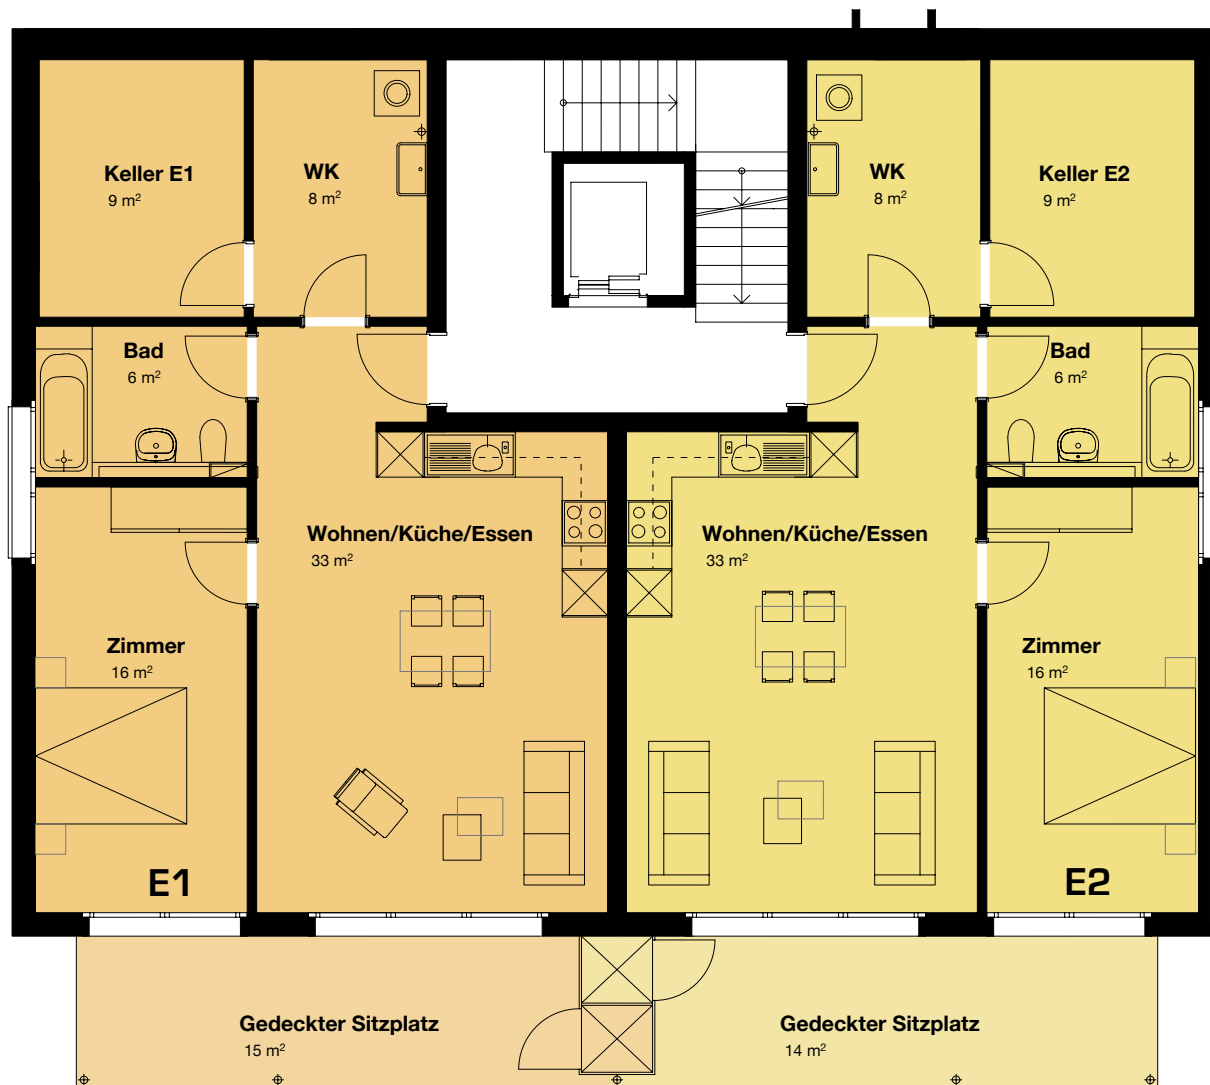 Keller E1
9 m²
WK
8 m²
WK
8 m²
Keller E2
9 m²
Bad
6 m²
Bad
6 m²
Wohnen/Küche/Essen
33 m²
Wohnen/Küche/Essen
33 m²
Zimmer
16 m²
Zimmer
16 m²
E1
E2
Gedeckter Sitzplatz
15 m²
Gedeckter Sitzplatz
14 m²